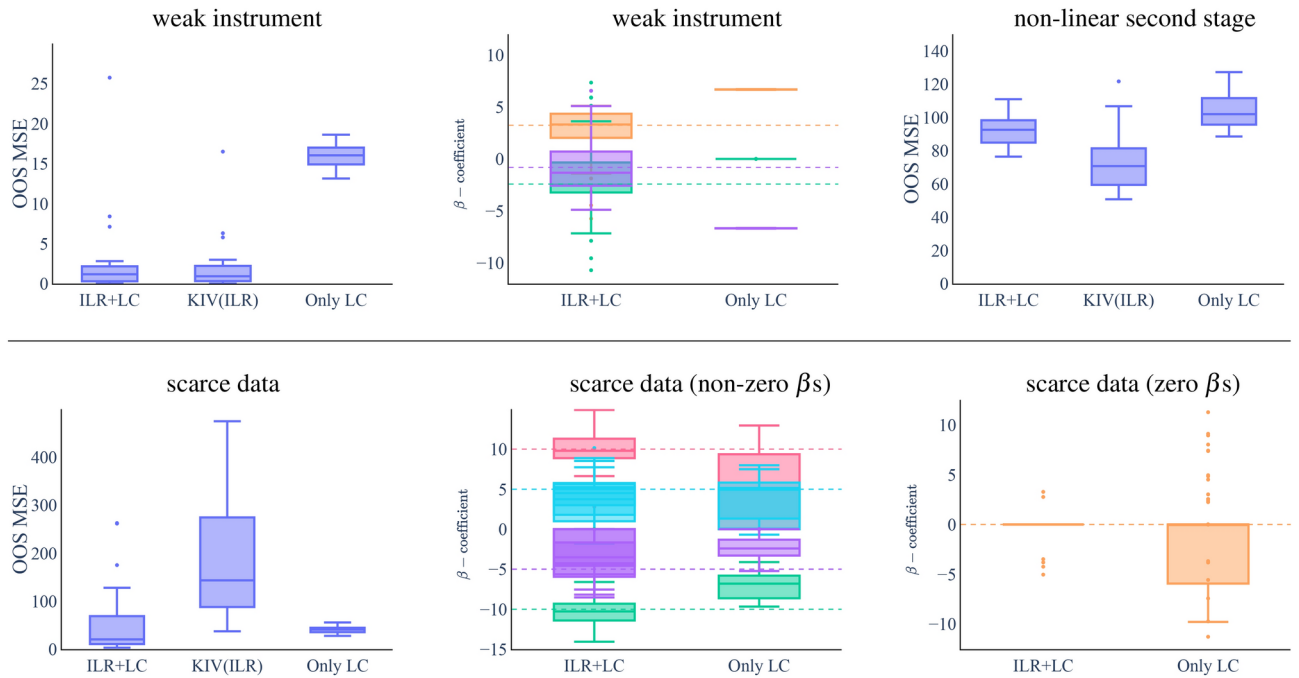 weak instrument
OOS MSE
25
20
15
10
5
0
ILR+LC
KIV(ILR)
Only LC
weak instrument
β − coefficient
10
5
0
−5
−10
ILR+LC
Only LC
non-linear second stage
OOS MSE
140
120
100
80
60
40
20
0
ILR+LC
KIV(ILR)
Only LC
scarce data
OOS MSE
400
300
200
100
0
ILR+LC
KIV(ILR)
Only LC
scarce data (non-zero βs)
β − coefficient
15
10
5
0
−5
−10
−15
ILR+LC
Only LC
scarce data (zero βs)
β − coefficient
10
5
0
−5
−10
ILR+LC
Only LC